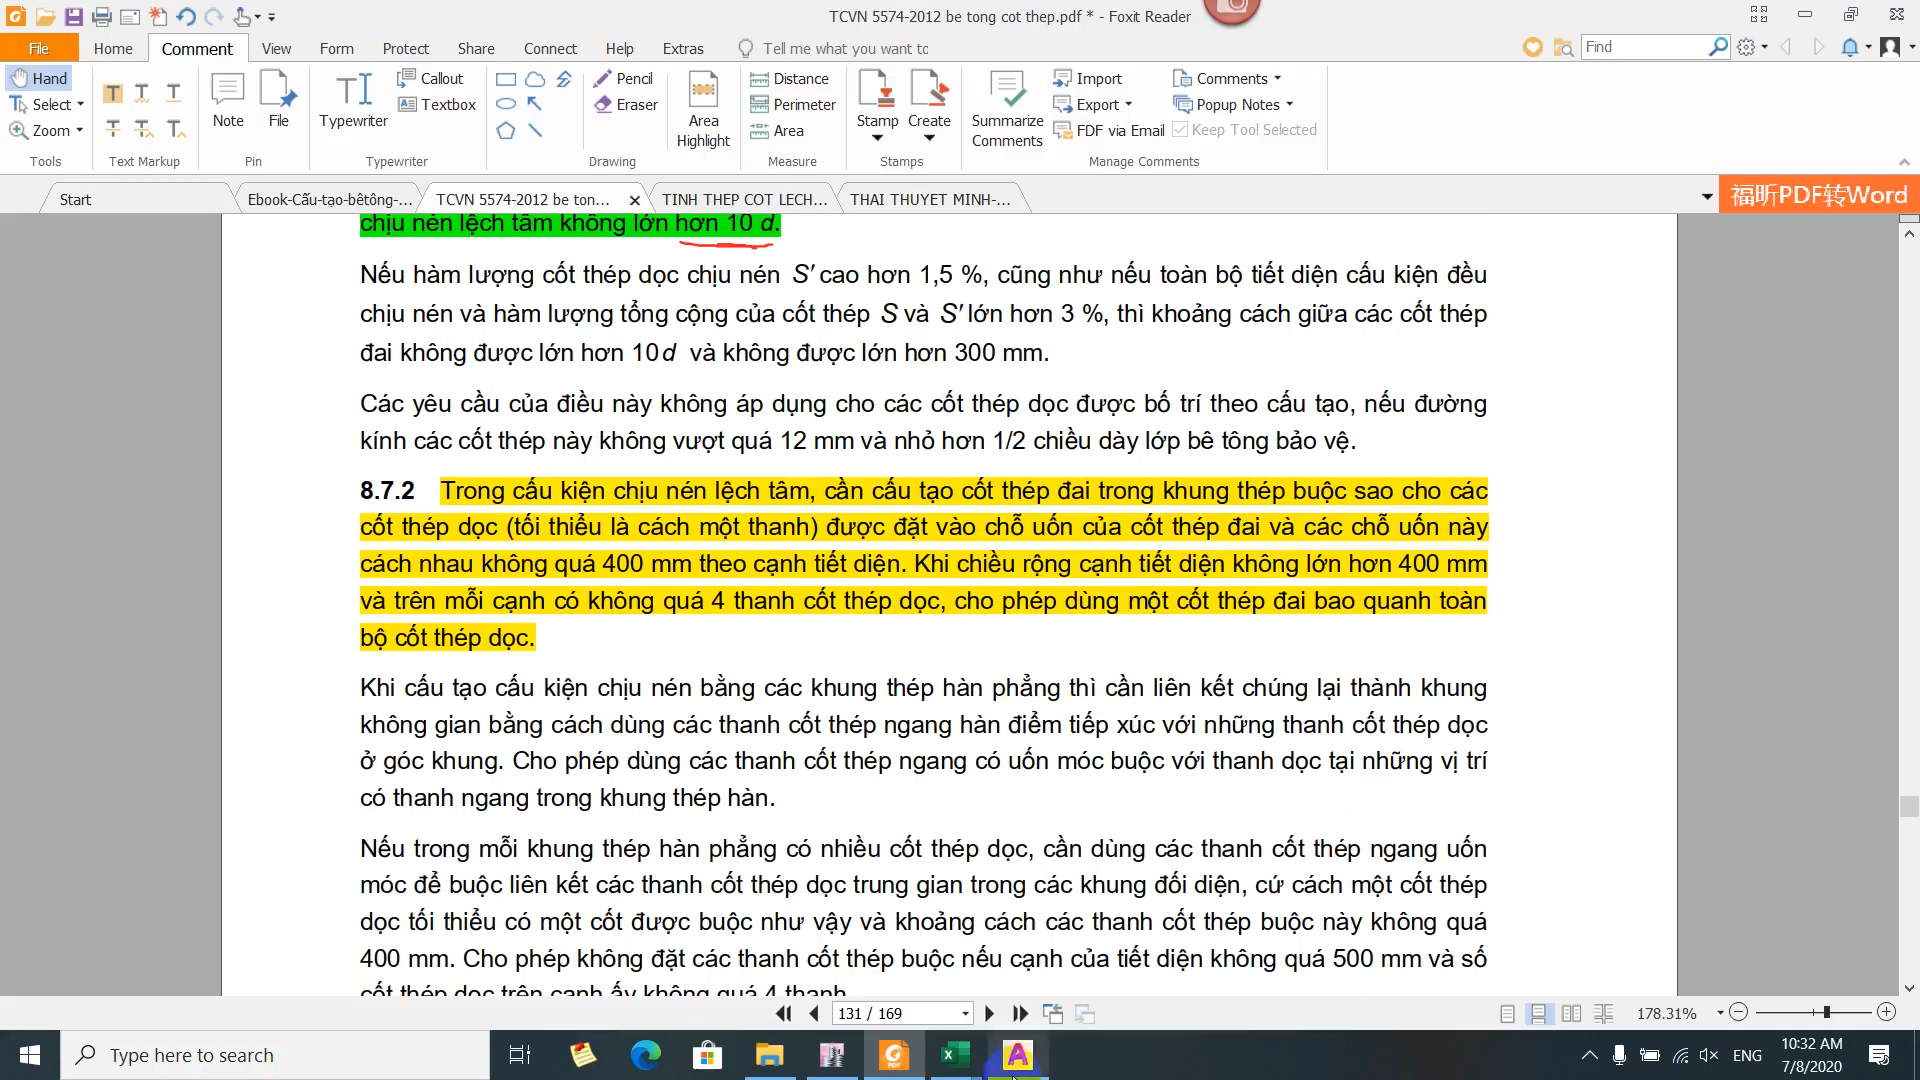 TCVN 5574-2012 be tong cot thep.pdf * - Foxit Reader
File Home Comment View Form Protect Share Connect Help Extras Tell me what you want to Find
Hand
Select
Zoom
Tools
Text Markup
Note
File
Pin
Typewriter
Callout
Textbox
Typewriter
Pencil
Eraser
Drawing
Area
Highlight
Distance
Perimeter
Area
Measure
Stamp
Create
Stamps
Summarize
Comments
Import
Export
FDF via Email
Comments
Popup Notes
Keep Tool Selected
Manage Comments
Start
Ebook-Cấu-tạo-bêtông-...
TCVN 5574-2012 be ton...
TINH THEP COT LECH...
THAI THUYET MINH-...
福昕PDF转Word
chịu nén lệch tâm không lớn hơn 10 d.
Nếu hàm lượng cốt thép dọc chịu nén S' cao hơn 1,5 %, cũng như nếu toàn bộ tiết diện cấu kiện đều
chịu nén và hàm lượng tổng cộng của cốt thép S và S' lớn hơn 3 %, thì khoảng cách giữa các cốt thép
đai không được lớn hơn 10d và không được lớn hơn 300 mm.
Các yêu cầu của điều này không áp dụng cho các cốt thép dọc được bố trí theo cấu tạo, nếu đường
kính các cốt thép này không vượt quá 12 mm và nhỏ hơn 1/2 chiều dày lớp bê tông bảo vệ.
8.7.2 Trong cấu kiện chịu nén lệch tâm, cần cấu tạo cốt thép đai trong khung thép buộc sao cho các
cốt thép dọc (tối thiểu là cách một thanh) được đặt vào chỗ uốn của cốt thép đai và các chỗ uốn này
cách nhau không quá 400 mm theo cạnh tiết diện. Khi chiều rộng cạnh tiết diện không lớn hơn 400 mm
và trên mỗi cạnh có không quá 4 thanh cốt thép dọc, cho phép dùng một cốt thép đai bao quanh toàn
bộ cốt thép dọc.
Khi cấu tạo cấu kiện chịu nén bằng các khung thép hàn phẳng thì cần liên kết chúng lại thành khung
không gian bằng cách dùng các thanh cốt thép ngang hàn điểm tiếp xúc với những thanh cốt thép dọc
ở góc khung. Cho phép dùng các thanh cốt thép ngang có uốn móc buộc với thanh dọc tại những vị trí
có thanh ngang trong khung thép hàn.
Nếu trong mỗi khung thép hàn phẳng có nhiều cốt thép dọc, cần dùng các thanh cốt thép ngang uốn
móc để buộc liên kết các thanh cốt thép dọc trung gian trong các khung đối diện, cứ cách một cốt thép
dọc tối thiểu có một cốt được buộc như vậy và khoảng cách các thanh cốt thép buộc này không quá
400 mm. Cho phép không đặt các thanh cốt thép buộc nếu cạnh của tiết diện không quá 500 mm và số
cốt thép dọc trên cạnh ấy không quá 4 thanh
131 / 169
178.31%
Type here to search
ENG
10:32 AM
7/8/2020